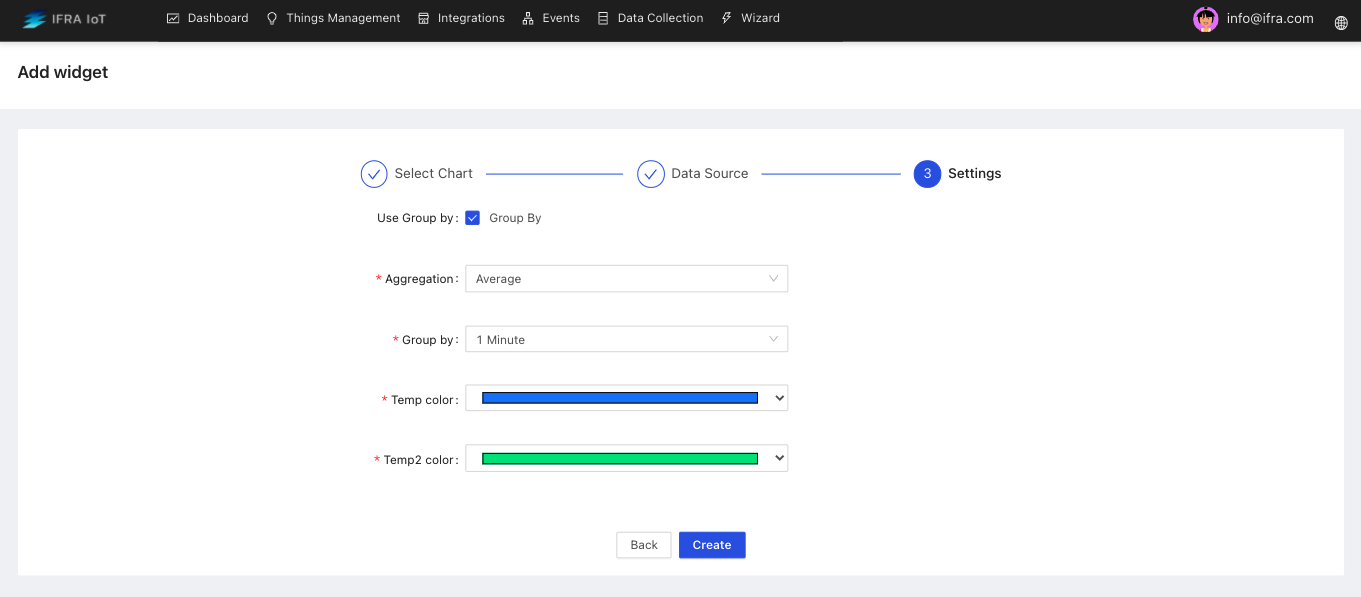 IFRA IoT Dashboard Things Management Integrations Events Data Collection Wizard info@ifra.com
Add widget
Select Chart Data Source 3 Settings
Use Group by: Group By
* Aggregation: Average
* Group by: 1 Minute
* Temp color:
* Temp2 color:
Back Create